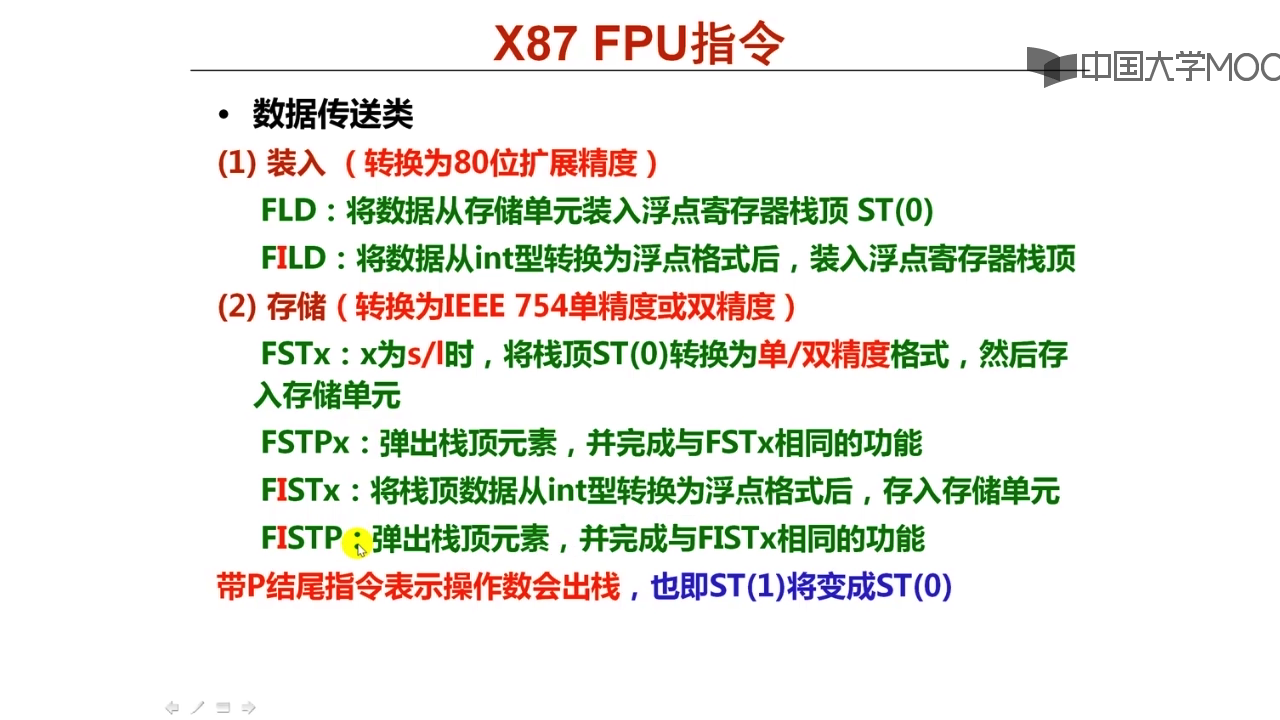 X87 FPU指令
中国大学MOO
• 数据传送类
(1) 装入 （转换为80位扩展精度）
FLD：将数据从存储单元装入浮点寄存器栈顶 ST(0)
FILD：将数据从int型转换为浮点格式后，装入浮点寄存器栈顶
(2) 存储（转换为IEEE 754单精度或双精度）
FSTx：x为s/l时，将栈顶ST(0)转换为单/双精度格式，然后存
入存储单元
FSTPx：弹出栈顶元素，并完成与FSTx相同的功能
FISTx：将栈顶数据从int型转换为浮点格式后，存入存储单元
FISTP：弹出栈顶元素，并完成与FISTx相同的功能
带P结尾指令表示操作数会出栈，也即ST(1)将变成ST(0)